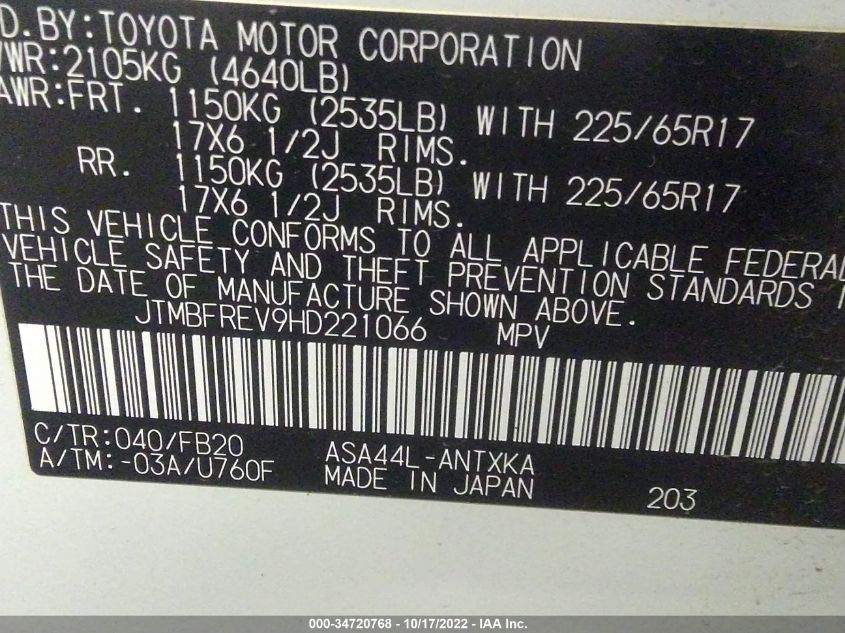 D.BY:TOYOTA MOTOR CORPORATION
WR:2105KG (4640LB)
AWR:FRT. 1150KG (2535LB) WITH 225/65R17
17X6 1/2J RIMS.
RR. 1150KG (2535LB) WITH 225/65R17
17X6 1/2J RIMS.
THIS VEHICLE CONFORMS TO ALL APPLICABLE FEDERAL
VEHICLE SAFETY AND THEFT PREVENTION STANDARDS
THE DATE OF MANUFACTURE SHOWN ABOVE.
JTMBFREV9HD221066 MPV
C/TR:040/FB20 ASA44L-ANTXKA
A/TM:-03A/U760F MADE IN JAPAN 203
000-34720768 - 10/17/2022 - IAA Inc.